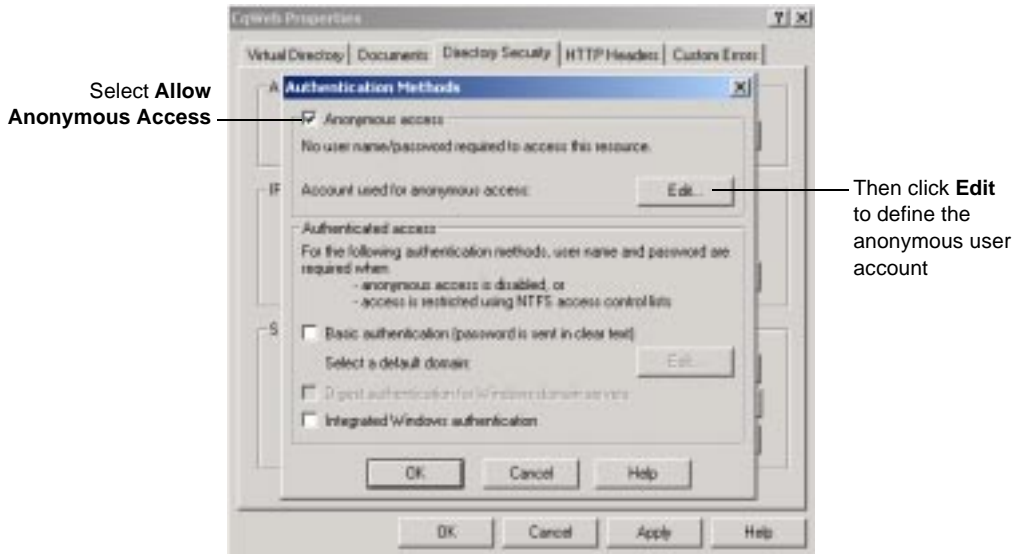 CqWeb Properties
Virtual Directory
Documents
Directory Security
HTTP Headers
Custom Errors
A
Authentication Methods
Select Allow
Anonymous Access
Anonymous access
No user name/password required to access this resource.
IP
Account used for anonymous access:
Edit...
Then click Edit
to define the
anonymous user
account
Authenticated access
For the following authentication methods, user name and password are
required when
- anonymous access is disabled, or
- access is restricted using NTFS access control lists
S
Basic authentication (password is sent in clear text)
Select a default domain:
Edit...
Digest authentication for Windows domain servers
Integrated Windows authentication
OK
Cancel
Help
OK
Cancel
Apply
Help